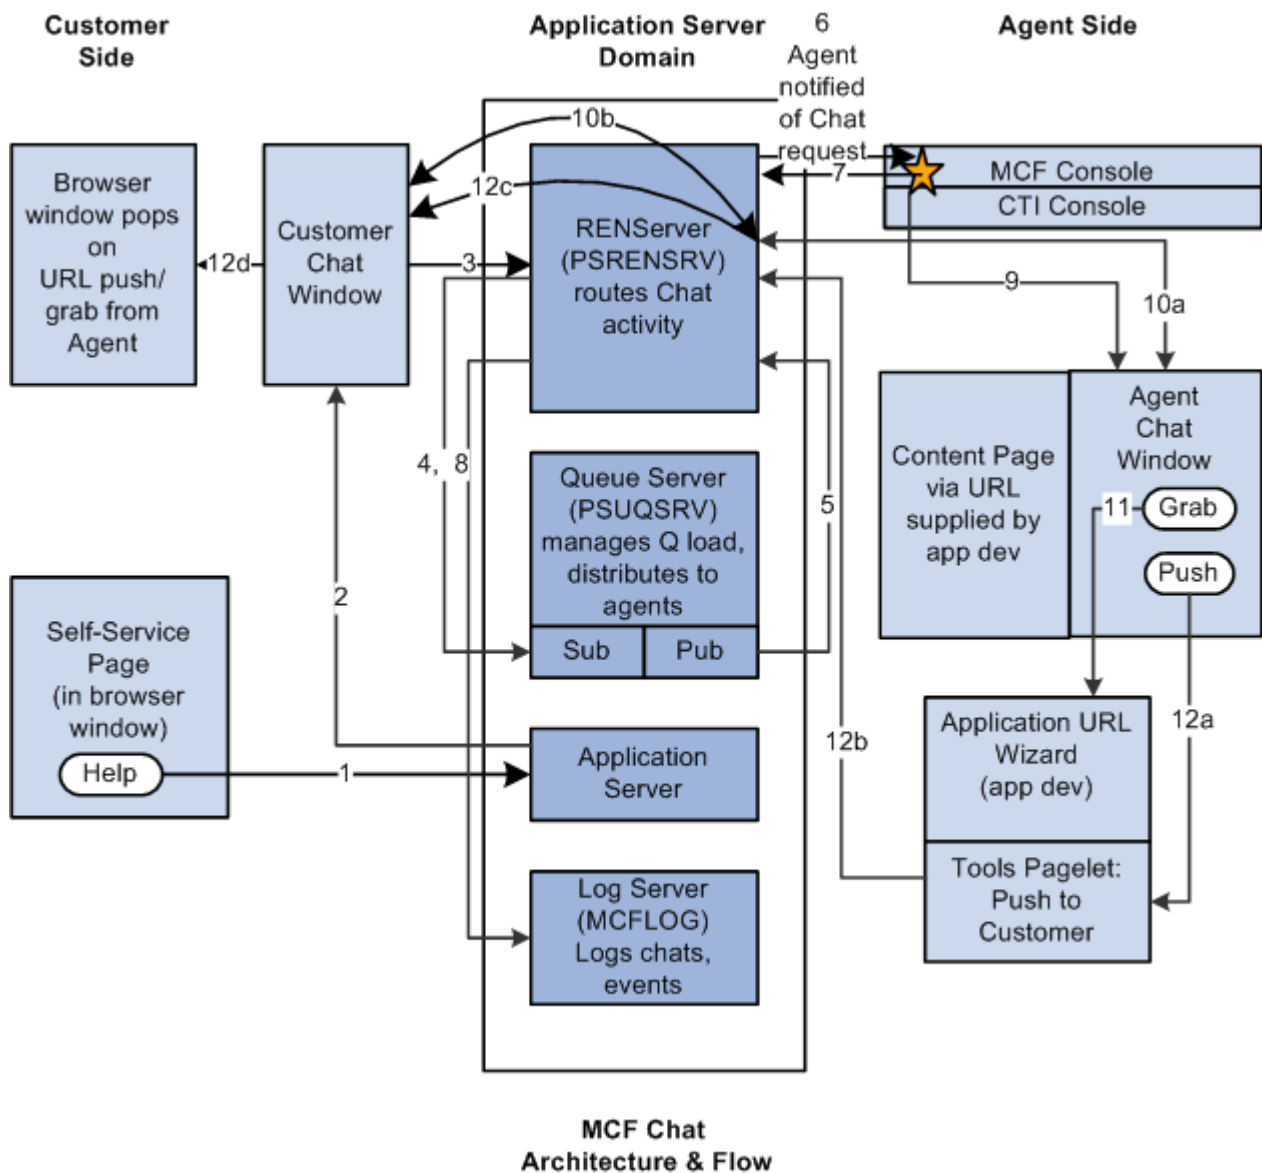 Customer
Side
Application Server
Domain
6
Agent
notified
of Chat
request
Agent Side
10b
12c
7
MCF Console
CTI Console
Browser
window pops
on
URL push/
grab from
Agent
12d
Customer
Chat
Window
3
RENServer
(PSRENSRV)
routes Chat
activity
9
10a
4, 8
Queue Server
(PSUQSRV)
manages Q load,
distributes to
agents
Sub
Pub
5
Content Page
via URL
supplied by
app dev
Agent
Chat
Window
11
Grab
Push
2
Self-Service
Page
(in browser
window)
Help
1
Application
Server
12b
12a
Application URL
Wizard
(app dev)
Tools Pagelet:
Push to
Customer
Log Server
(MCFLOG)
Logs chats,
events
MCF Chat
Architecture & Flow